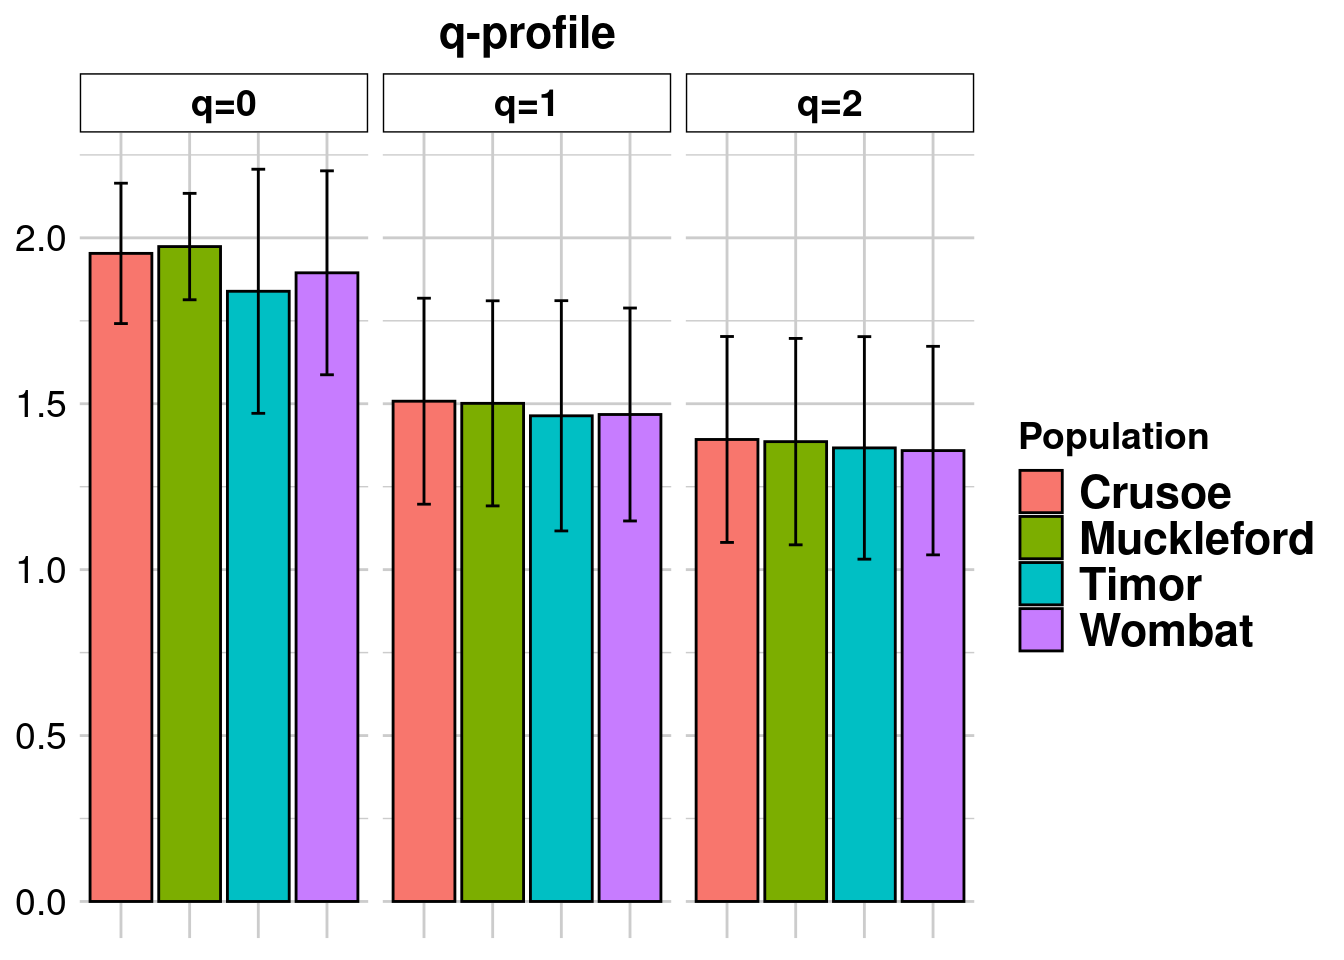 q-profile
q=0 q=1 q=2
2.0
1.5
1.0
0.5
0.0
Population
Crusoe
Muckleford
Timor
Wombat